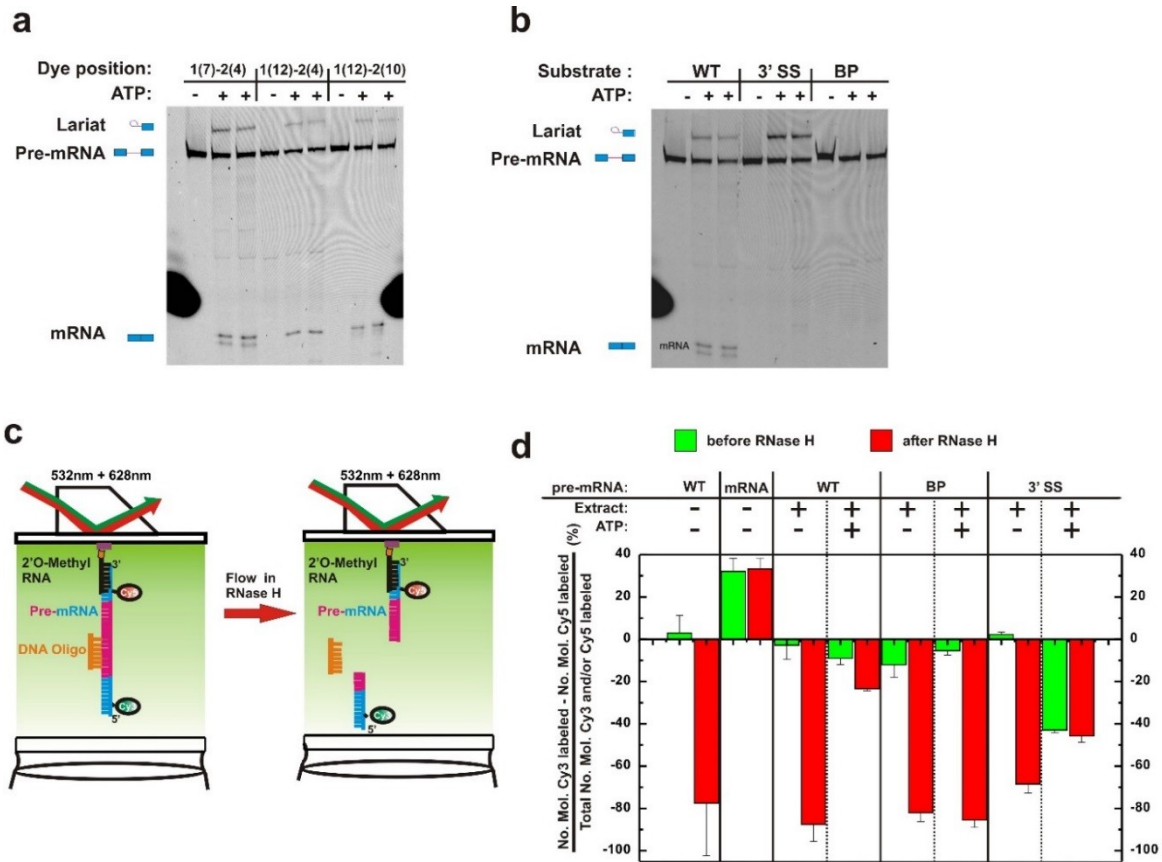 a
Dye position: 1(7)-2(4) 1(12)-2(4) 1(12)-2(10)
ATP: - + + - + + - + +
Lariat
Pre-mRNA
mRNA
b
Substrate : WT 3' SS BP
ATP: - + + - + + - + +
Lariat
Pre-mRNA
mRNA
mRNA
c
532nm + 628nm
2'O-Methyl
RNA
3'
Cy5
Pre-mRNA
DNA Oligo
Cy3
5'
Flow in
RNase H
532nm + 628nm
2'O-Methyl
RNA
3'
Cy5
Pre-mRNA
Cy3
5'
d
before RNase H after RNase H
pre-mRNA: WT mRNA WT BP 3' SS
Extract: - - + + + + + +
ATP: - - - + - + - +
No. Mol. Cy3 labeled - No. Mol. Cy5 labeled
Total No. Mol. Cy3 and/or Cy5 labeled
(%)
40 40
20 20
0 0
-20 -20
-40 -40
-60 -60
-80 -80
-100 -100